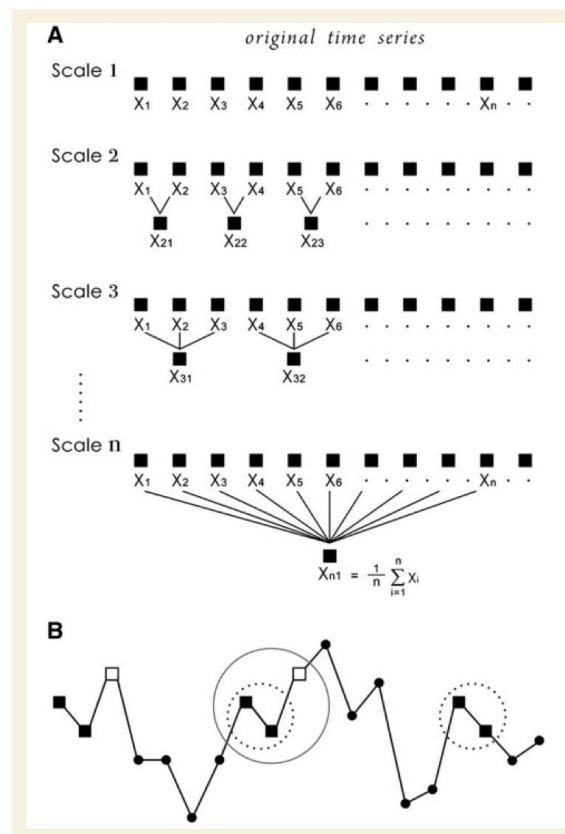 A
original time series
Scale 1
X1 X2 X3 X4 X5 X6 . . . . . . Xn . .
Scale 2
X1 X2 X3 X4 X5 X6 . . . . . . . . .
X21 X22 X23 . . . . . . . . .
Scale 3
X1 X2 X3 X4 X5 X6 . . . . . . . . .
X31 X32 . . . . . . . . .
Scale n
X1 X2 X3 X4 X5 X6 . . . . . . Xn . .
Xn1 = 1/n n∑i=1 Xi
B